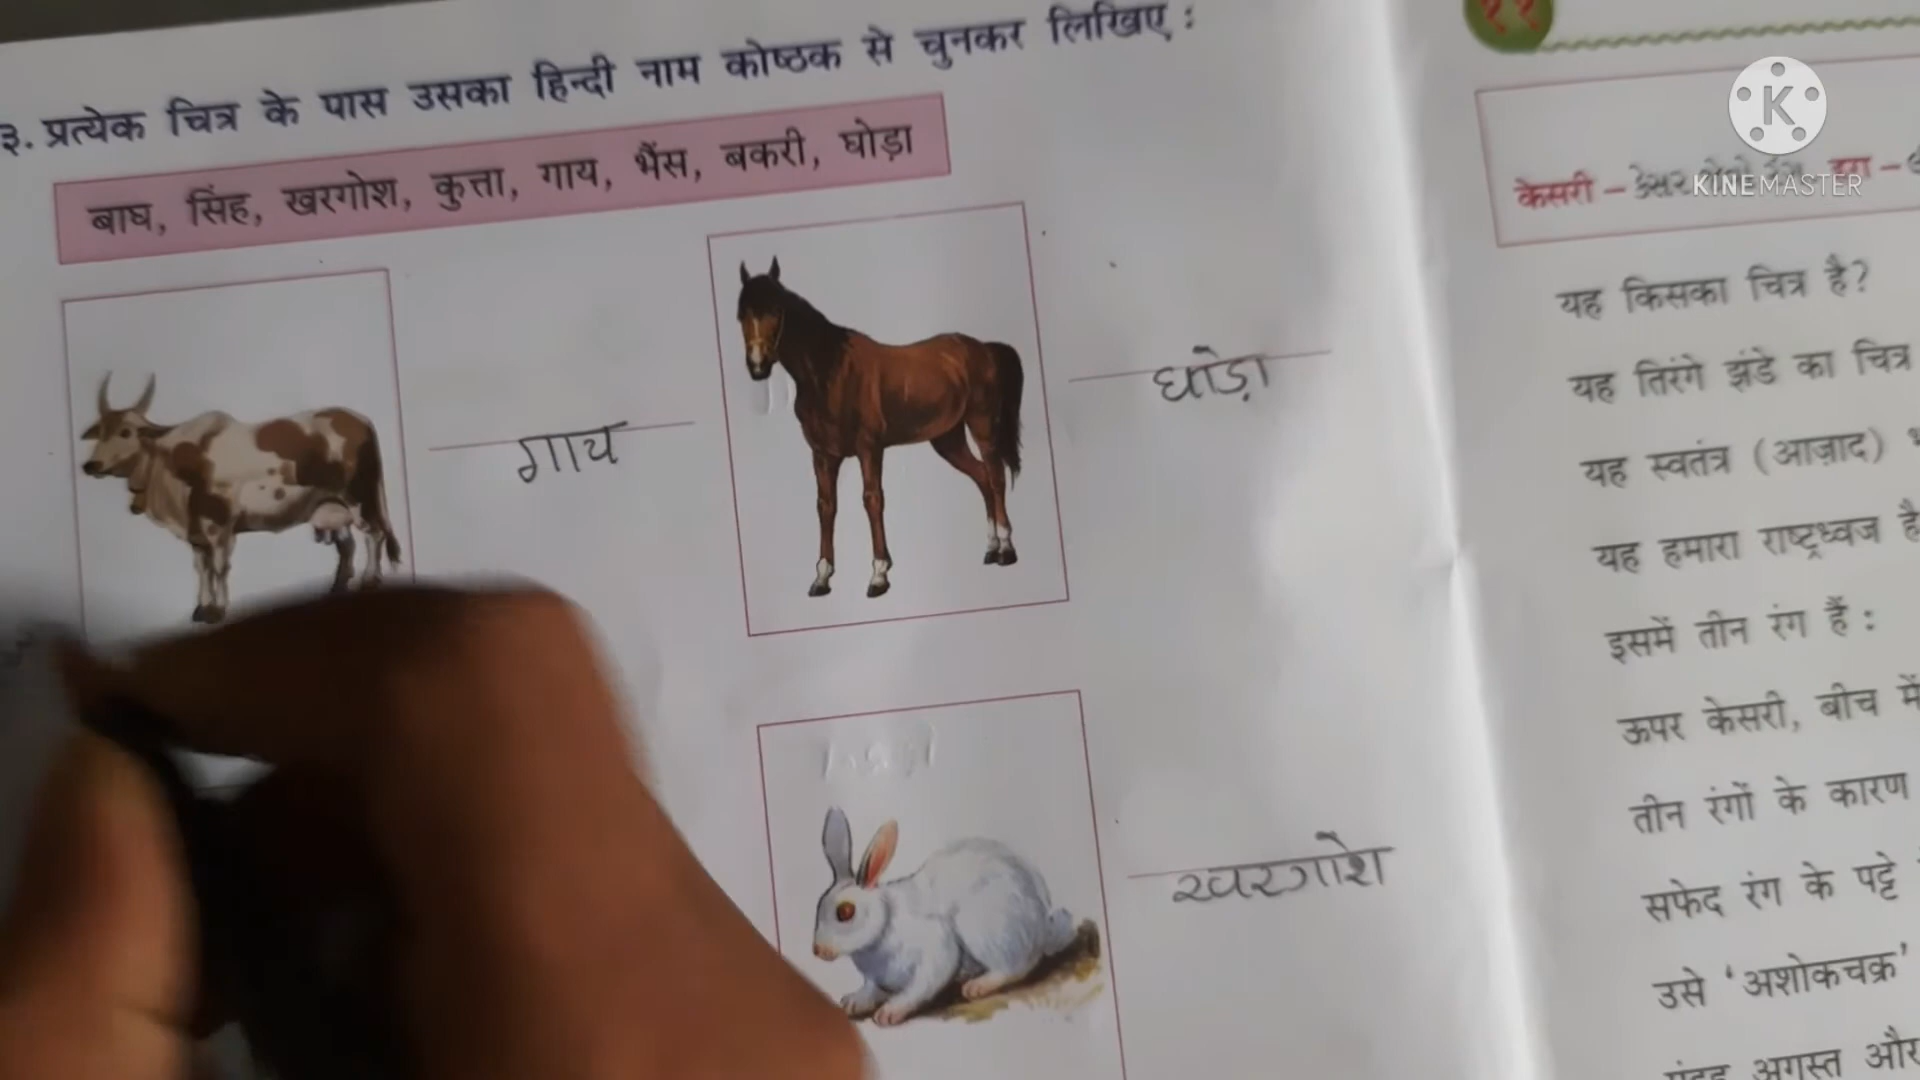 ३. प्रत्येक चित्र के पास उसका हिन्दी नाम कोष्ठक से चुनकर लिखिए :
बाघ, सिंह, खरगोश, कुत्ता, गाय, भैंस, बकरी, घोड़ा
गाय
घोड़ा
खरगोश
११
केसरी –
KINEMASTER
यह किसका चित्र है?
यह तिरंगे झंडे का चित्र
यह स्वतंत्र (आज़ाद)
यह हमारा राष्ट्रध्वज है
इसमें तीन रंग हैं :
ऊपर केसरी, बीच में
तीन रंगों के कारण
सफेद रंग के पट्टे
उसे ‘अशोकचक्र’
अगस्त और